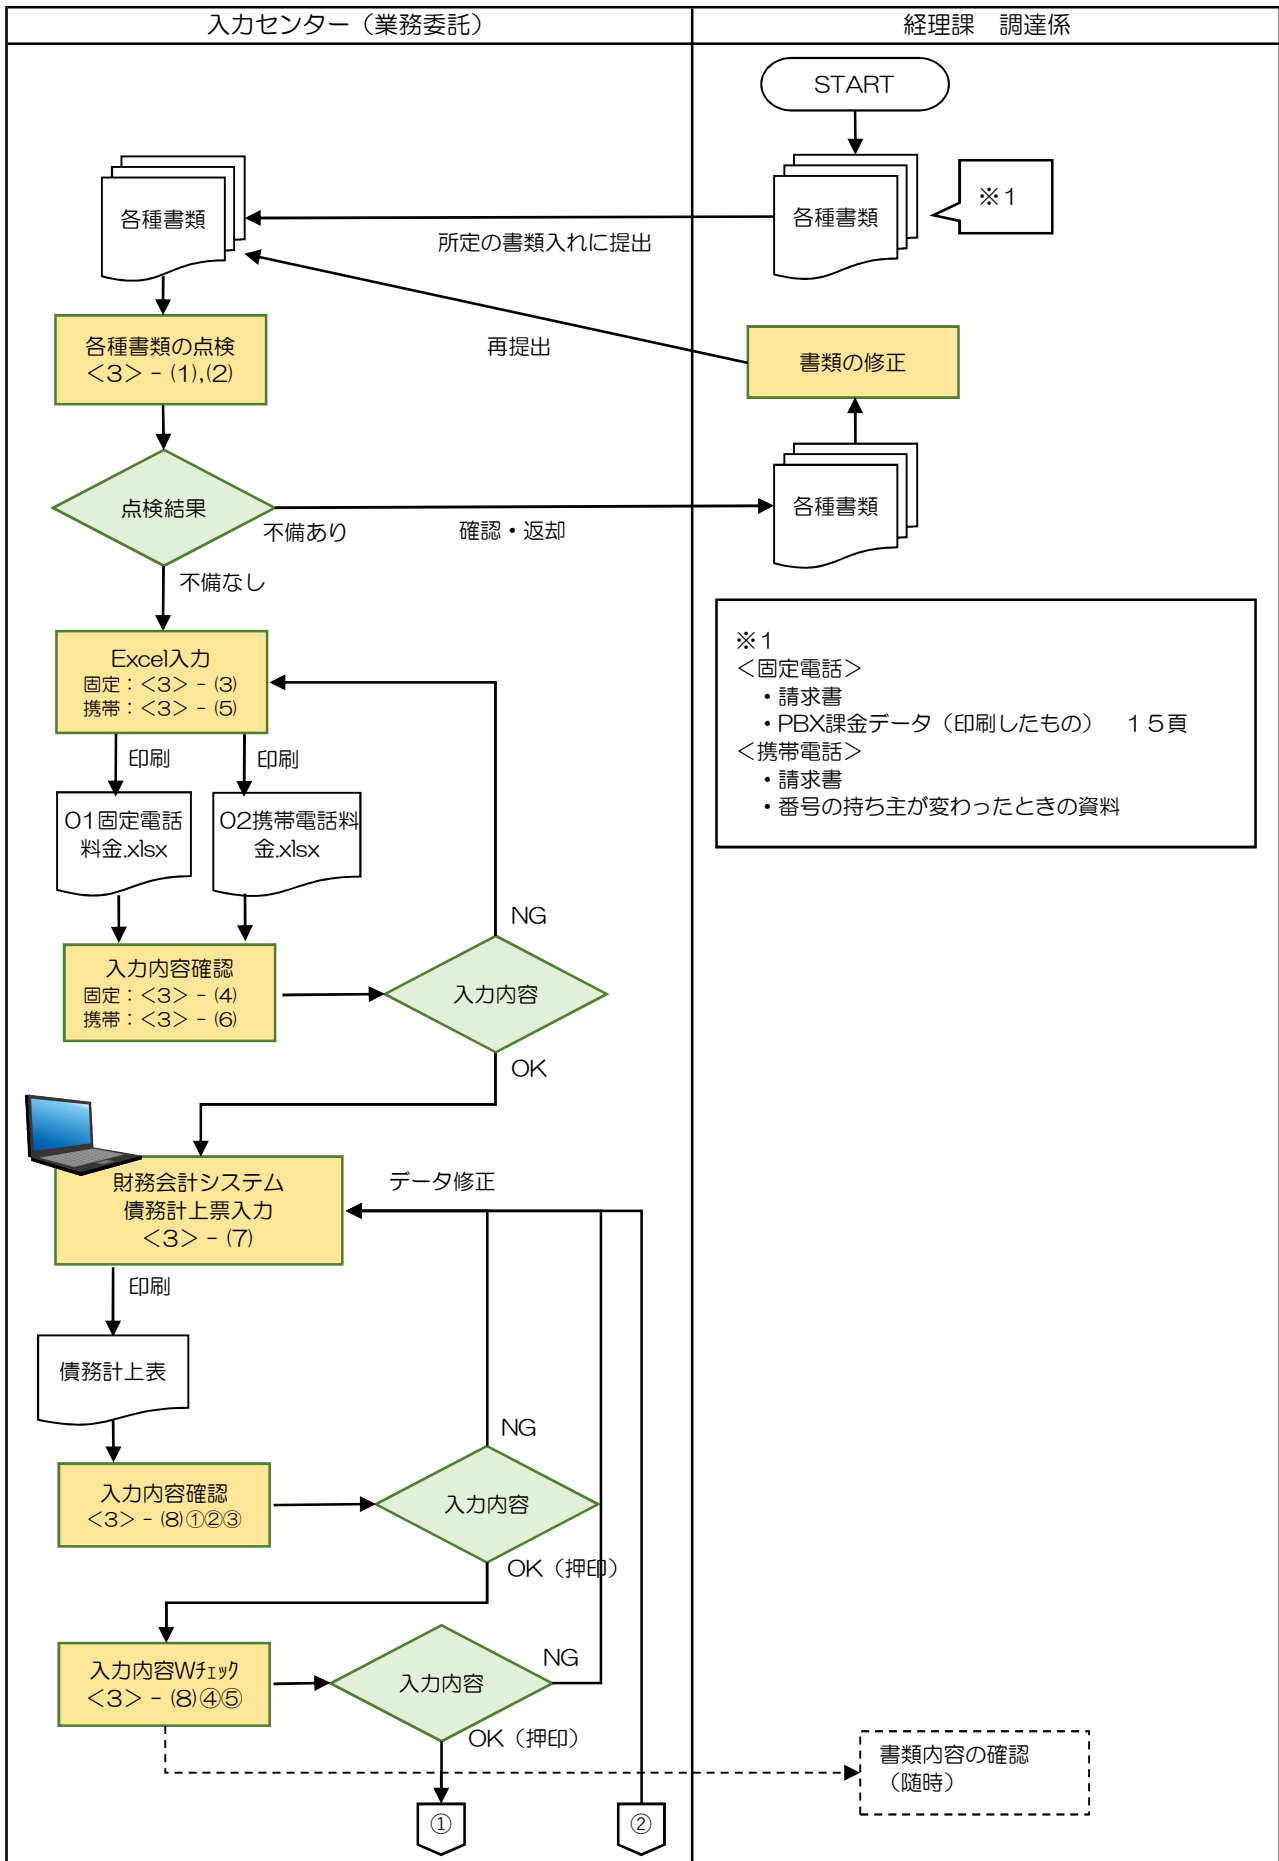 入力センター（業務委託）
経理課　調達係
START
各種書類
※１
各種書類
所定の書類入れに提出
各種書類の点検
＜3＞－(1),(2)
再提出
書類の修正
点検結果
不備あり
確認・返却
各種書類
不備なし
Excel入力
固定：＜3＞－(3)
携帯：＜3＞－(5)
※１
＜固定電話＞
・請求書
・PBX課金データ（印刷したもの）　１５頁
＜携帯電話＞
・請求書
・番号の持ち主が変わったときの資料
印刷
印刷
01固定電話
料金.xlsx
02携帯電話料
金.xlsx
NG
入力内容確認
固定：＜3＞－(4)
携帯：＜3＞－(6)
入力内容
OK
財務会計システム
債務計上票入力
＜3＞－(7)
データ修正
印刷
債務計上表
NG
入力内容確認
＜3＞－(8)①②③
入力内容
OK（押印）
入力内容Wﾁｪｯｸ
＜3＞－(8)④⑤
入力内容
NG
OK（押印）
書類内容の確認
（随時）
①
②